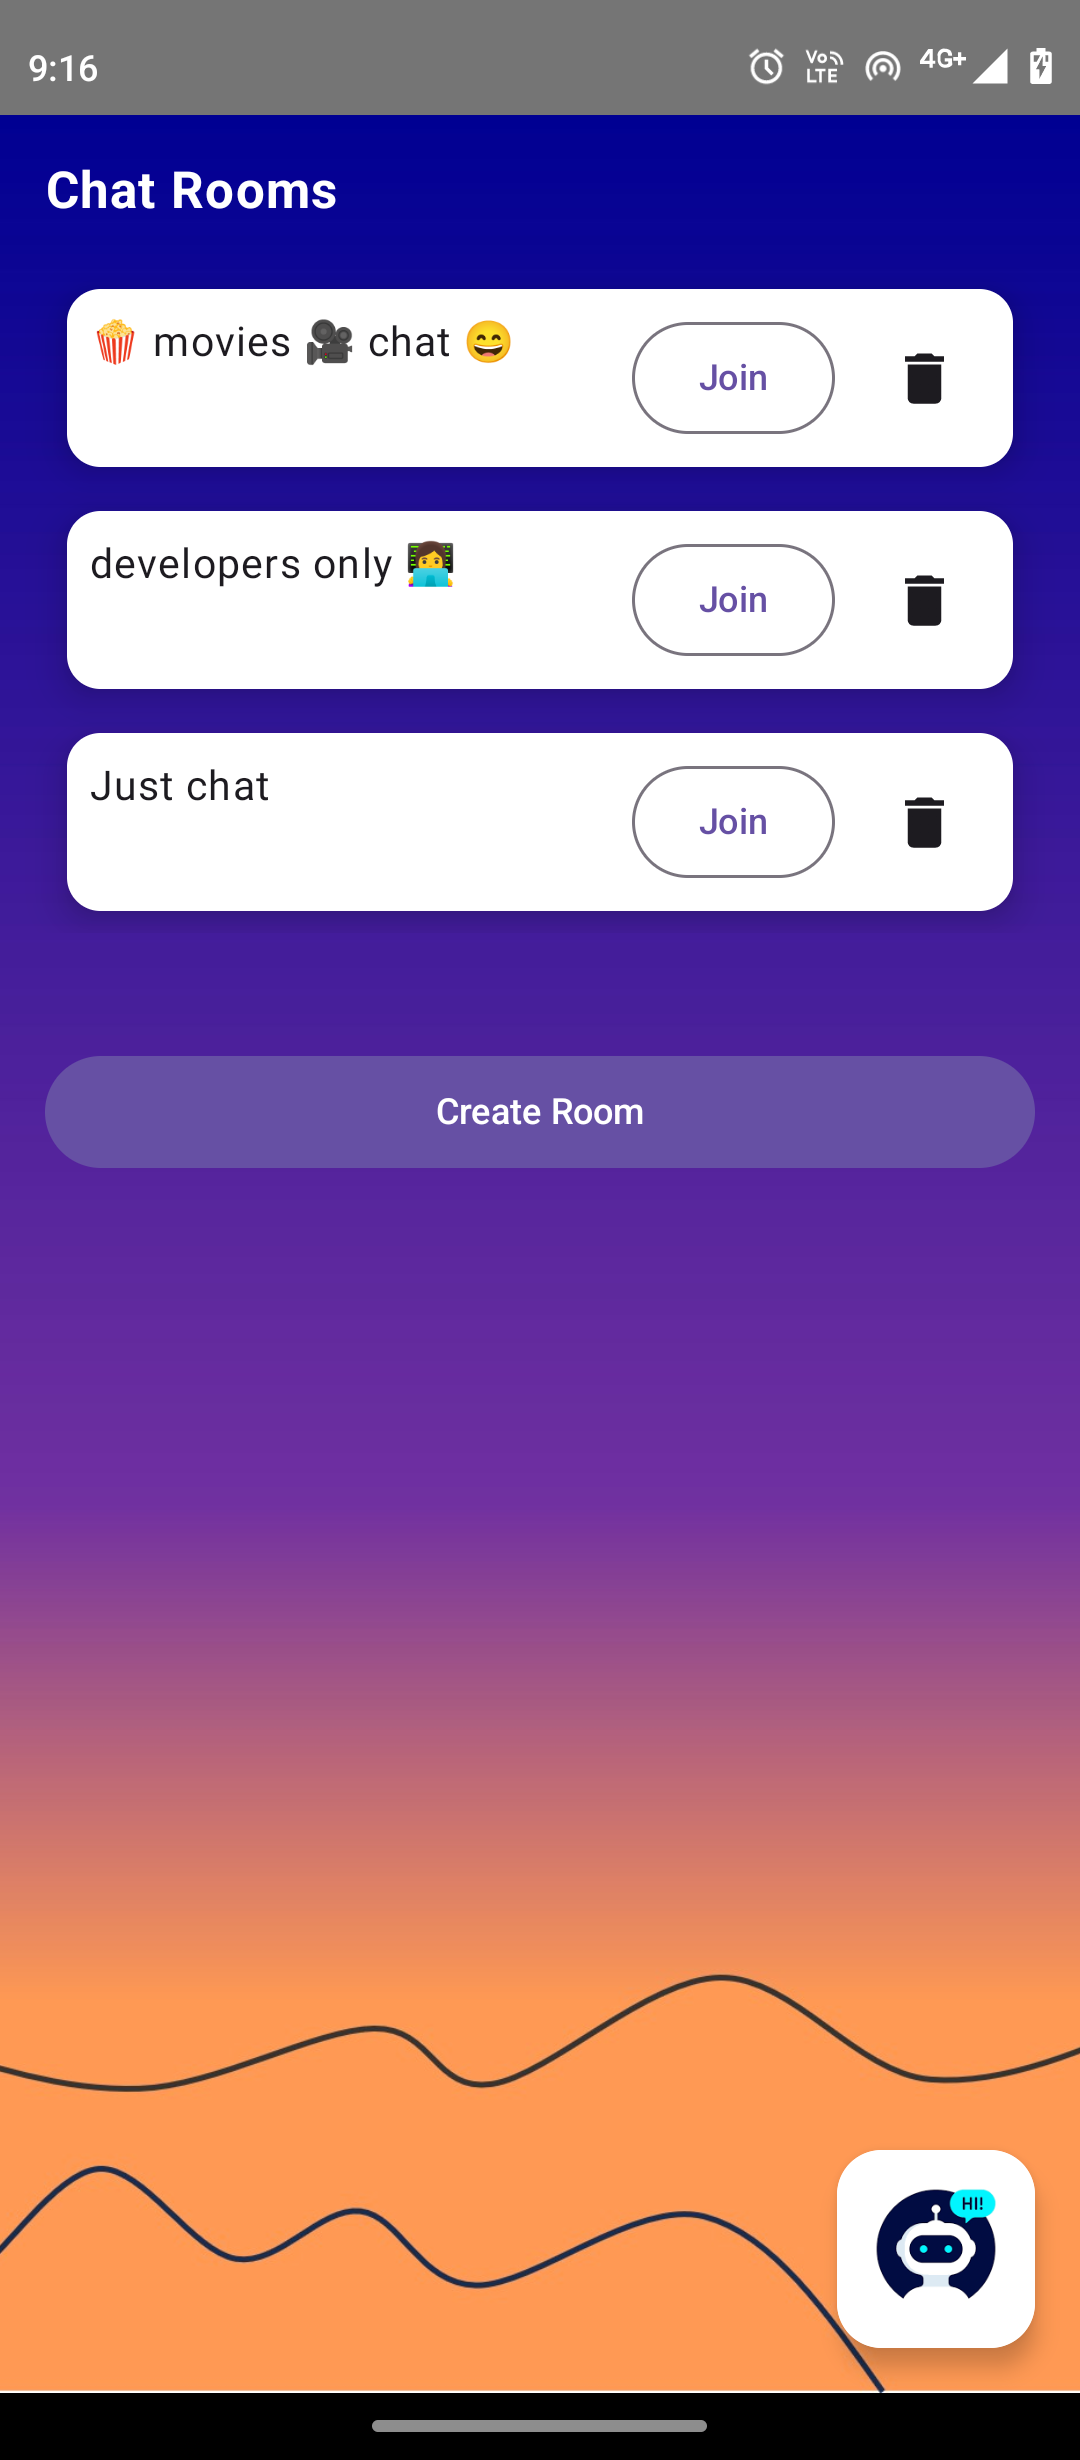 9:16 Vo LTE 4G+
Chat Rooms
🍿 movies 🎥 chat 😄 Join
developers only 👩‍💻 Join
Just chat Join
Create Room
HI!